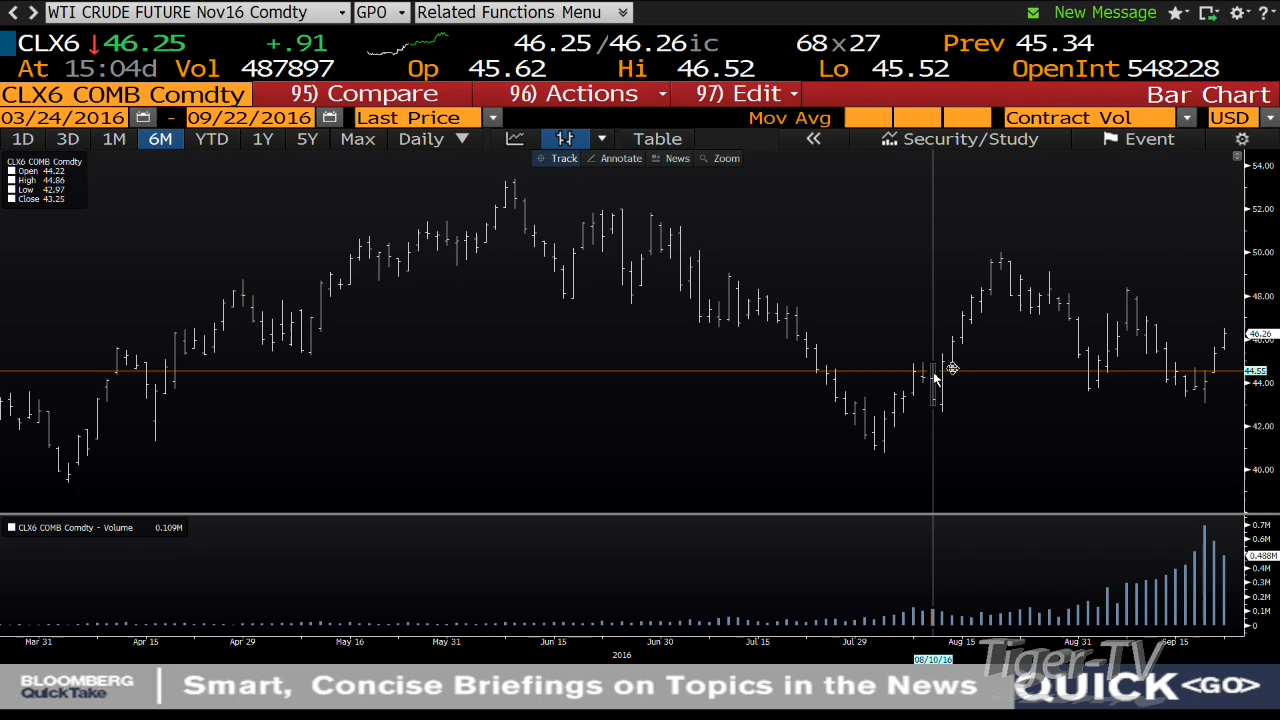 WTI CRUDE FUTURE Nov16 Comdty GPO Related Functions Menu New Message ?
CLX6 ↓46.25 +.91 46.25/46.26ic 68x27 Prev 45.34
At 15:04d Vol 487897 Op 45.62 Hi 46.52 Lo 45.52 OpenInt 548228
CLX6 COMB Comdty 95) Compare 96) Actions 97) Edit Bar Chart
03/24/2016 - 09/22/2016 Last Price Mov Avg Contract Vol USD
1D 3D 1M 6M YTD 1Y 5Y Max Daily Table « Security/Study Event
Track Annotate News Zoom
CLX6 COMB Comdty
Open 44.22
High 44.86
Low 42.97
Close 43.25
54.00
52.00
50.00
48.00
46.26
46.00
44.55
44.00
42.00
40.00
CLX6 COMB Comdty - Volume 0.109M
0.7M
0.6M
0.488M
0.4M
0.3M
0.2M
0.1M
0
Mar 31 Apr 15 Apr 29 May 16 May 31 Jun 15 Jun 30 Jul 15 Jul 29 Aug 15 Aug 31 Sep 15
2016
08/10/16
Tiger-TV
BLOOMBERG
QuickTake
Smart, Concise Briefings on Topics in the News
QUICK <GO>